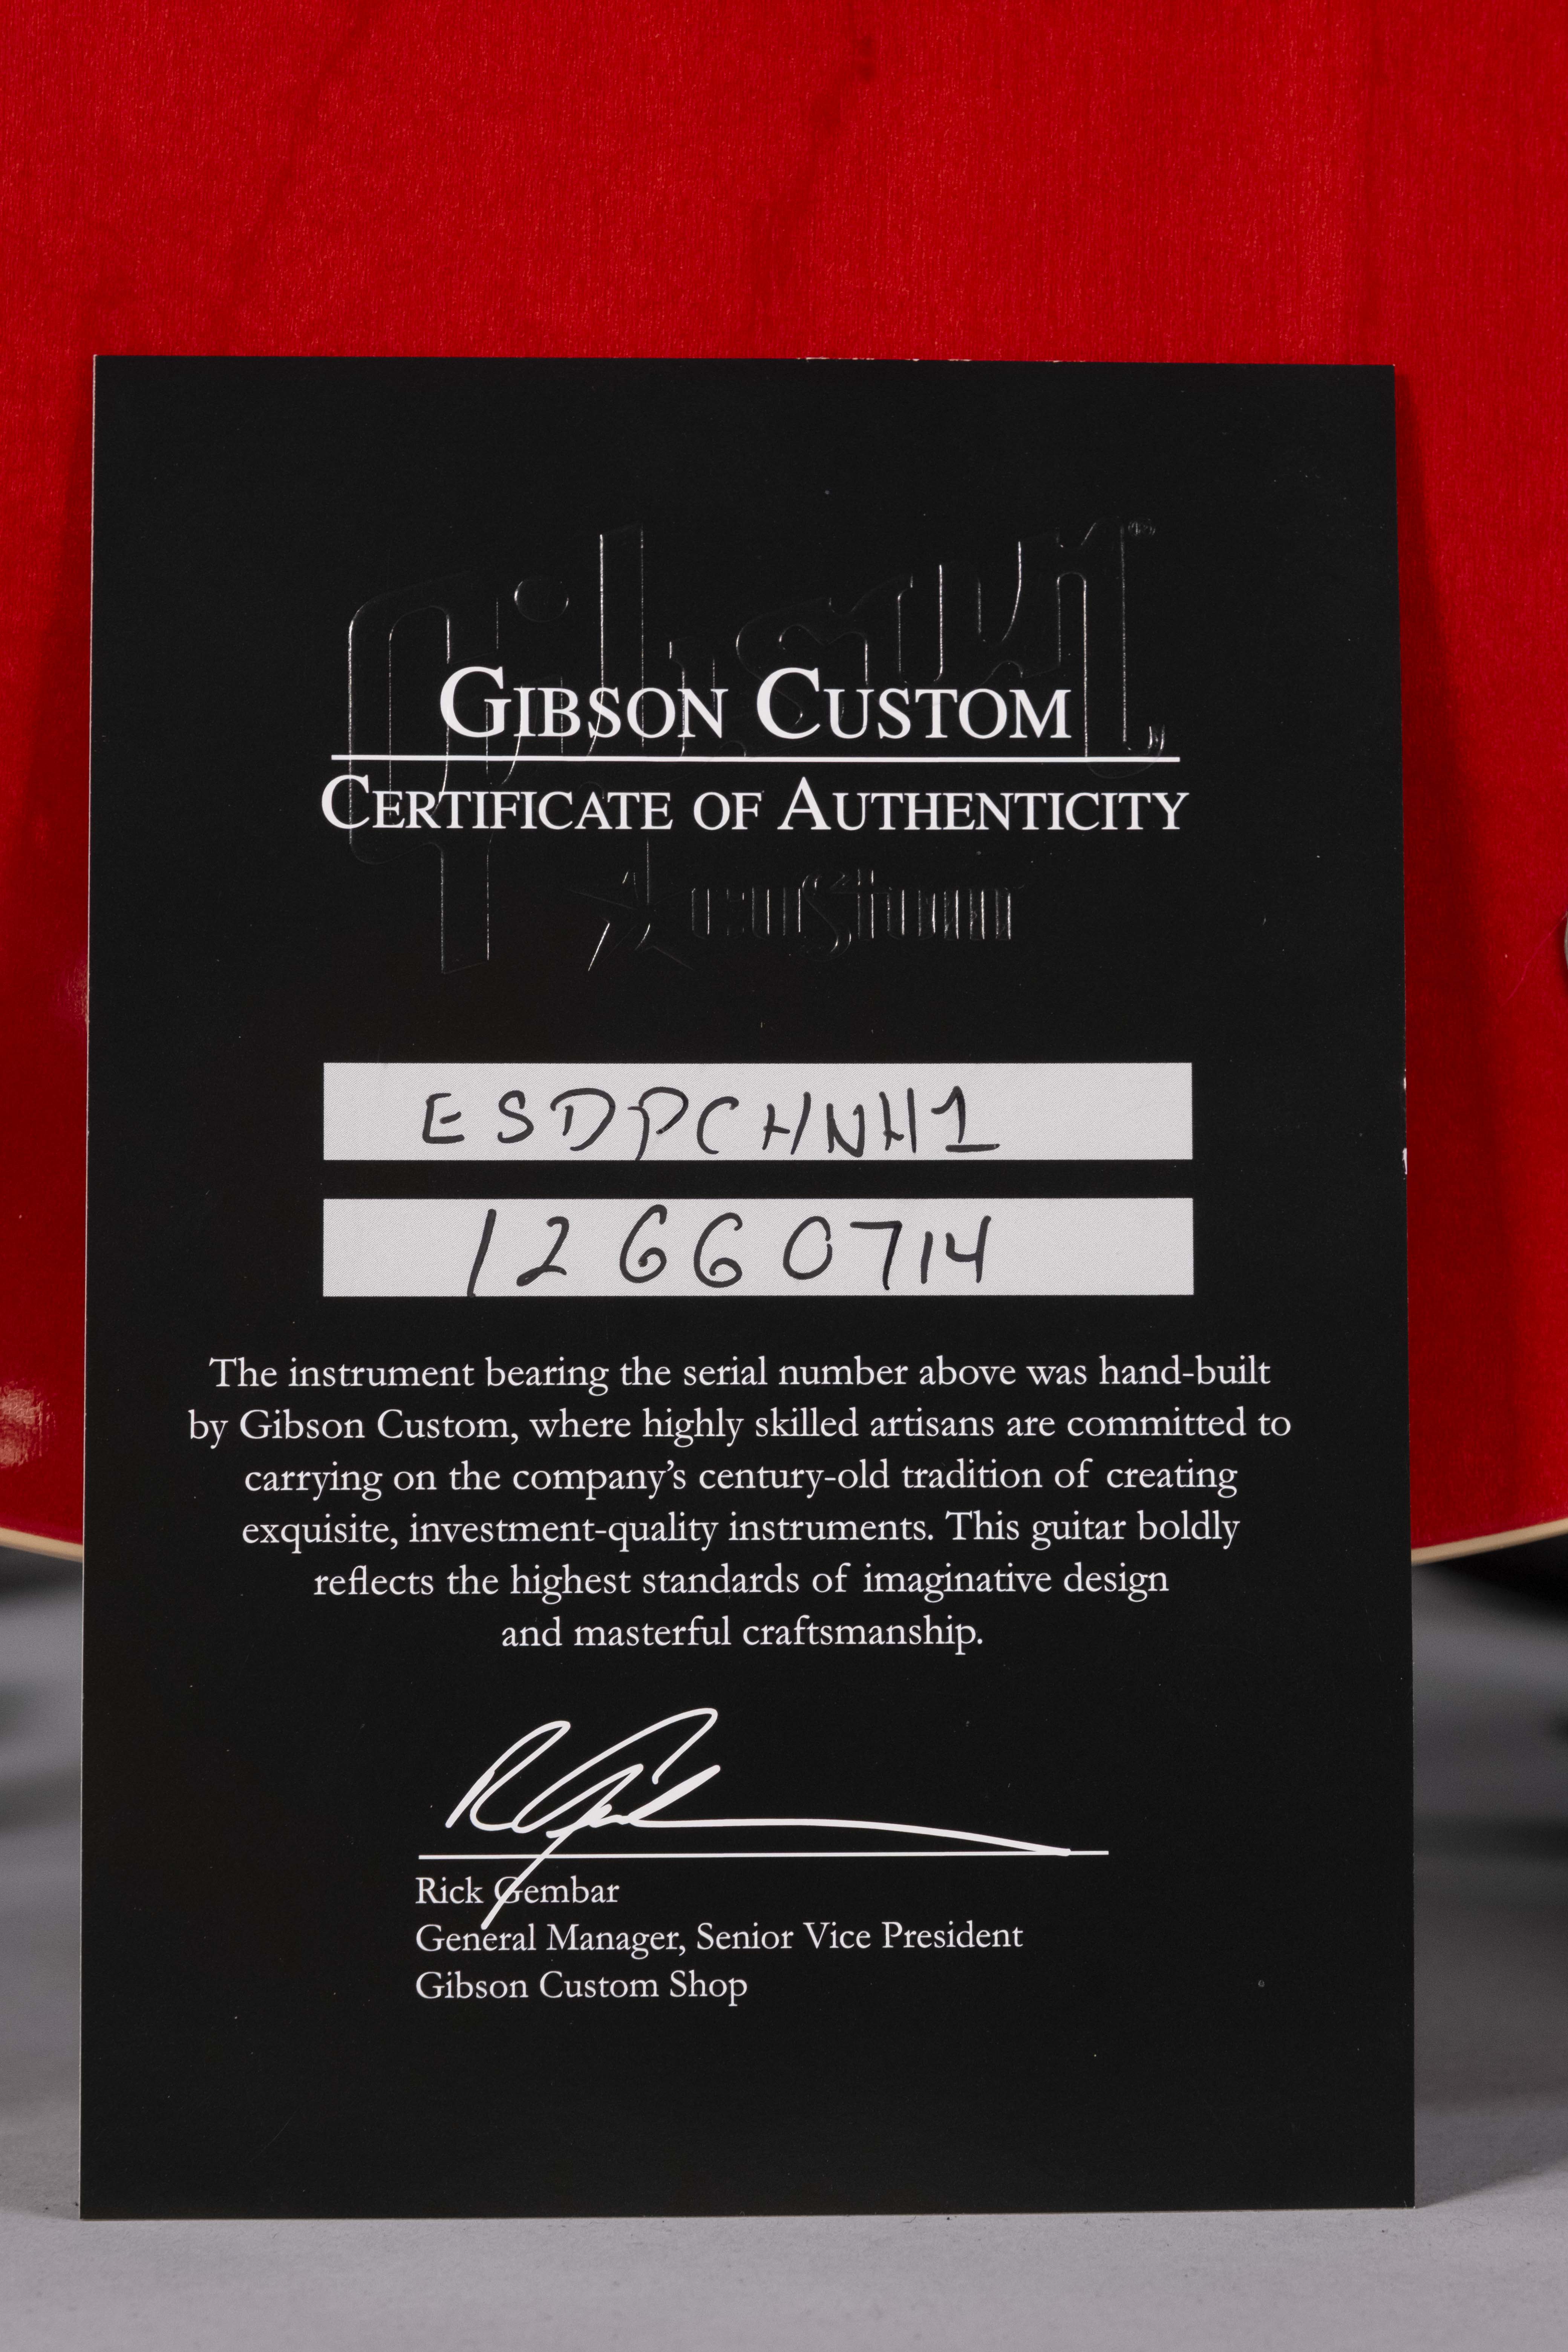 Gibson
GIBSON CUSTOM
CERTIFICATE OF AUTHENTICITY
custom
ESDPCHNH1
12660714
The instrument bearing the serial number above was hand-built
by Gibson Custom, where highly skilled artisans are committed to
carrying on the company’s century-old tradition of creating
exquisite, investment-quality instruments. This guitar boldly
reflects the highest standards of imaginative design
and masterful craftsmanship.
Rick Gembar
General Manager, Senior Vice President
Gibson Custom Shop